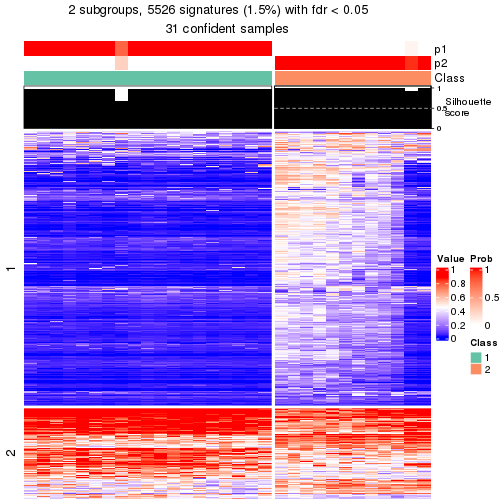 2 subgroups, 5526 signatures (1.5%) with fdr < 0.05
31 confident samples
p1
p2
Class
1
0.5
0
Silhouette
score
1
2
Value
1
0.8
0.6
0.4
0.2
0
Prob
1
0.5
0
Class
1
2